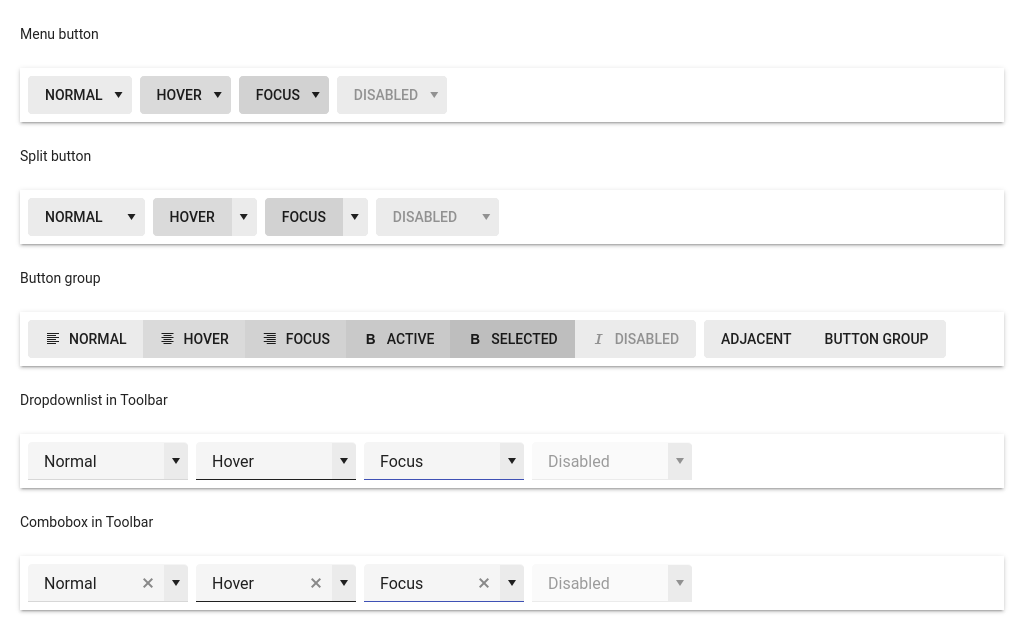 Menu button
NORMAL HOVER FOCUS DISABLED
Split button
NORMAL HOVER FOCUS DISABLED
Button group
NORMAL HOVER FOCUS B ACTIVE B SELECTED I DISABLED ADJACENT BUTTON GROUP
Dropdownlist in Toolbar
Normal Hover Focus Disabled
Combobox in Toolbar
Normal Hover Focus Disabled